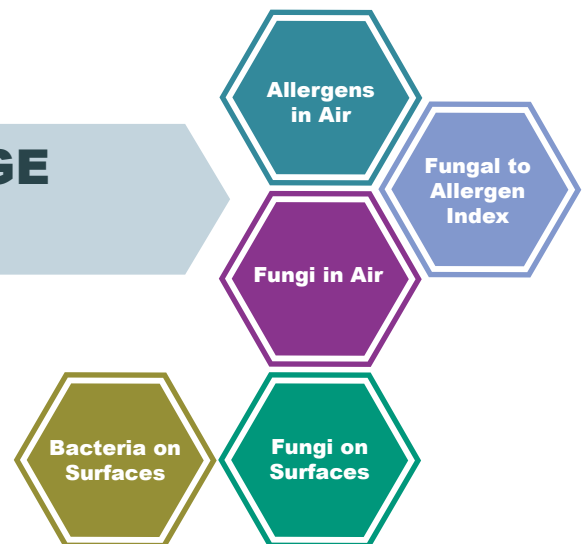 GE
Allergens
in Air
Fungal to
Allergen
Index
Fungi in Air
Bacteria on
Surfaces
Fungi on
Surfaces